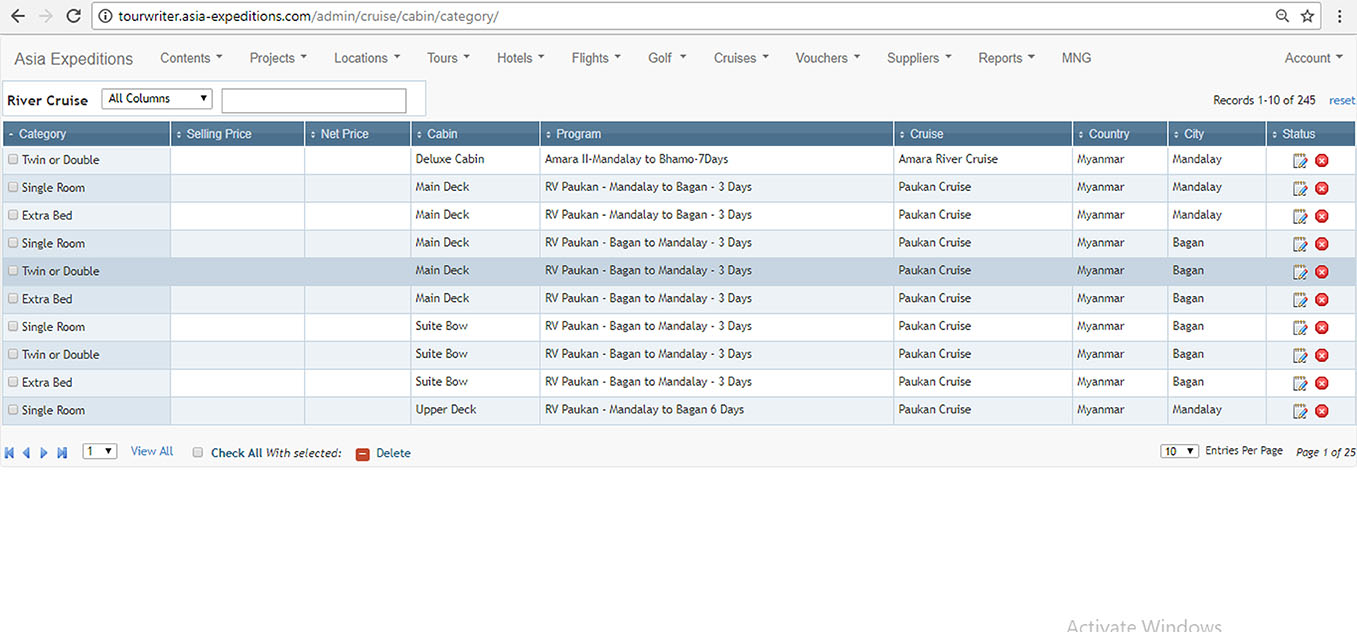 tourwriter.asia-expeditions.com/admin/cruise/cabin/category/
Asia Expeditions Contents Projects Locations Tours Hotels Flights Golf Cruises Vouchers Suppliers Reports MNG Account
River Cruise All Columns Records 1-10 of 245 reset
Category Selling Price Net Price Cabin Program Cruise Country City Status
Twin or Double Deluxe Cabin Amara II-Mandalay to Bhamo-7Days Amara River Cruise Myanmar Mandalay
Single Room Main Deck RV Paukan - Mandalay to Bagan - 3 Days Paukan Cruise Myanmar Mandalay
Extra Bed Main Deck RV Paukan - Mandalay to Bagan - 3 Days Paukan Cruise Myanmar Mandalay
Single Room Main Deck RV Paukan - Bagan to Mandalay - 3 Days Paukan Cruise Myanmar Bagan
Twin or Double Main Deck RV Paukan - Bagan to Mandalay - 3 Days Paukan Cruise Myanmar Bagan
Extra Bed Main Deck RV Paukan - Bagan to Mandalay - 3 Days Paukan Cruise Myanmar Bagan
Single Room Suite Bow RV Paukan - Bagan to Mandalay - 3 Days Paukan Cruise Myanmar Bagan
Twin or Double Suite Bow RV Paukan - Bagan to Mandalay - 3 Days Paukan Cruise Myanmar Bagan
Extra Bed Suite Bow RV Paukan - Bagan to Mandalay - 3 Days Paukan Cruise Myanmar Bagan
Single Room Upper Deck RV Paukan - Mandalay to Bagan 6 Days Paukan Cruise Myanmar Mandalay
1 View All Check All With selected: Delete 10 Entries Per Page Page 1 of 25
Activate Windows